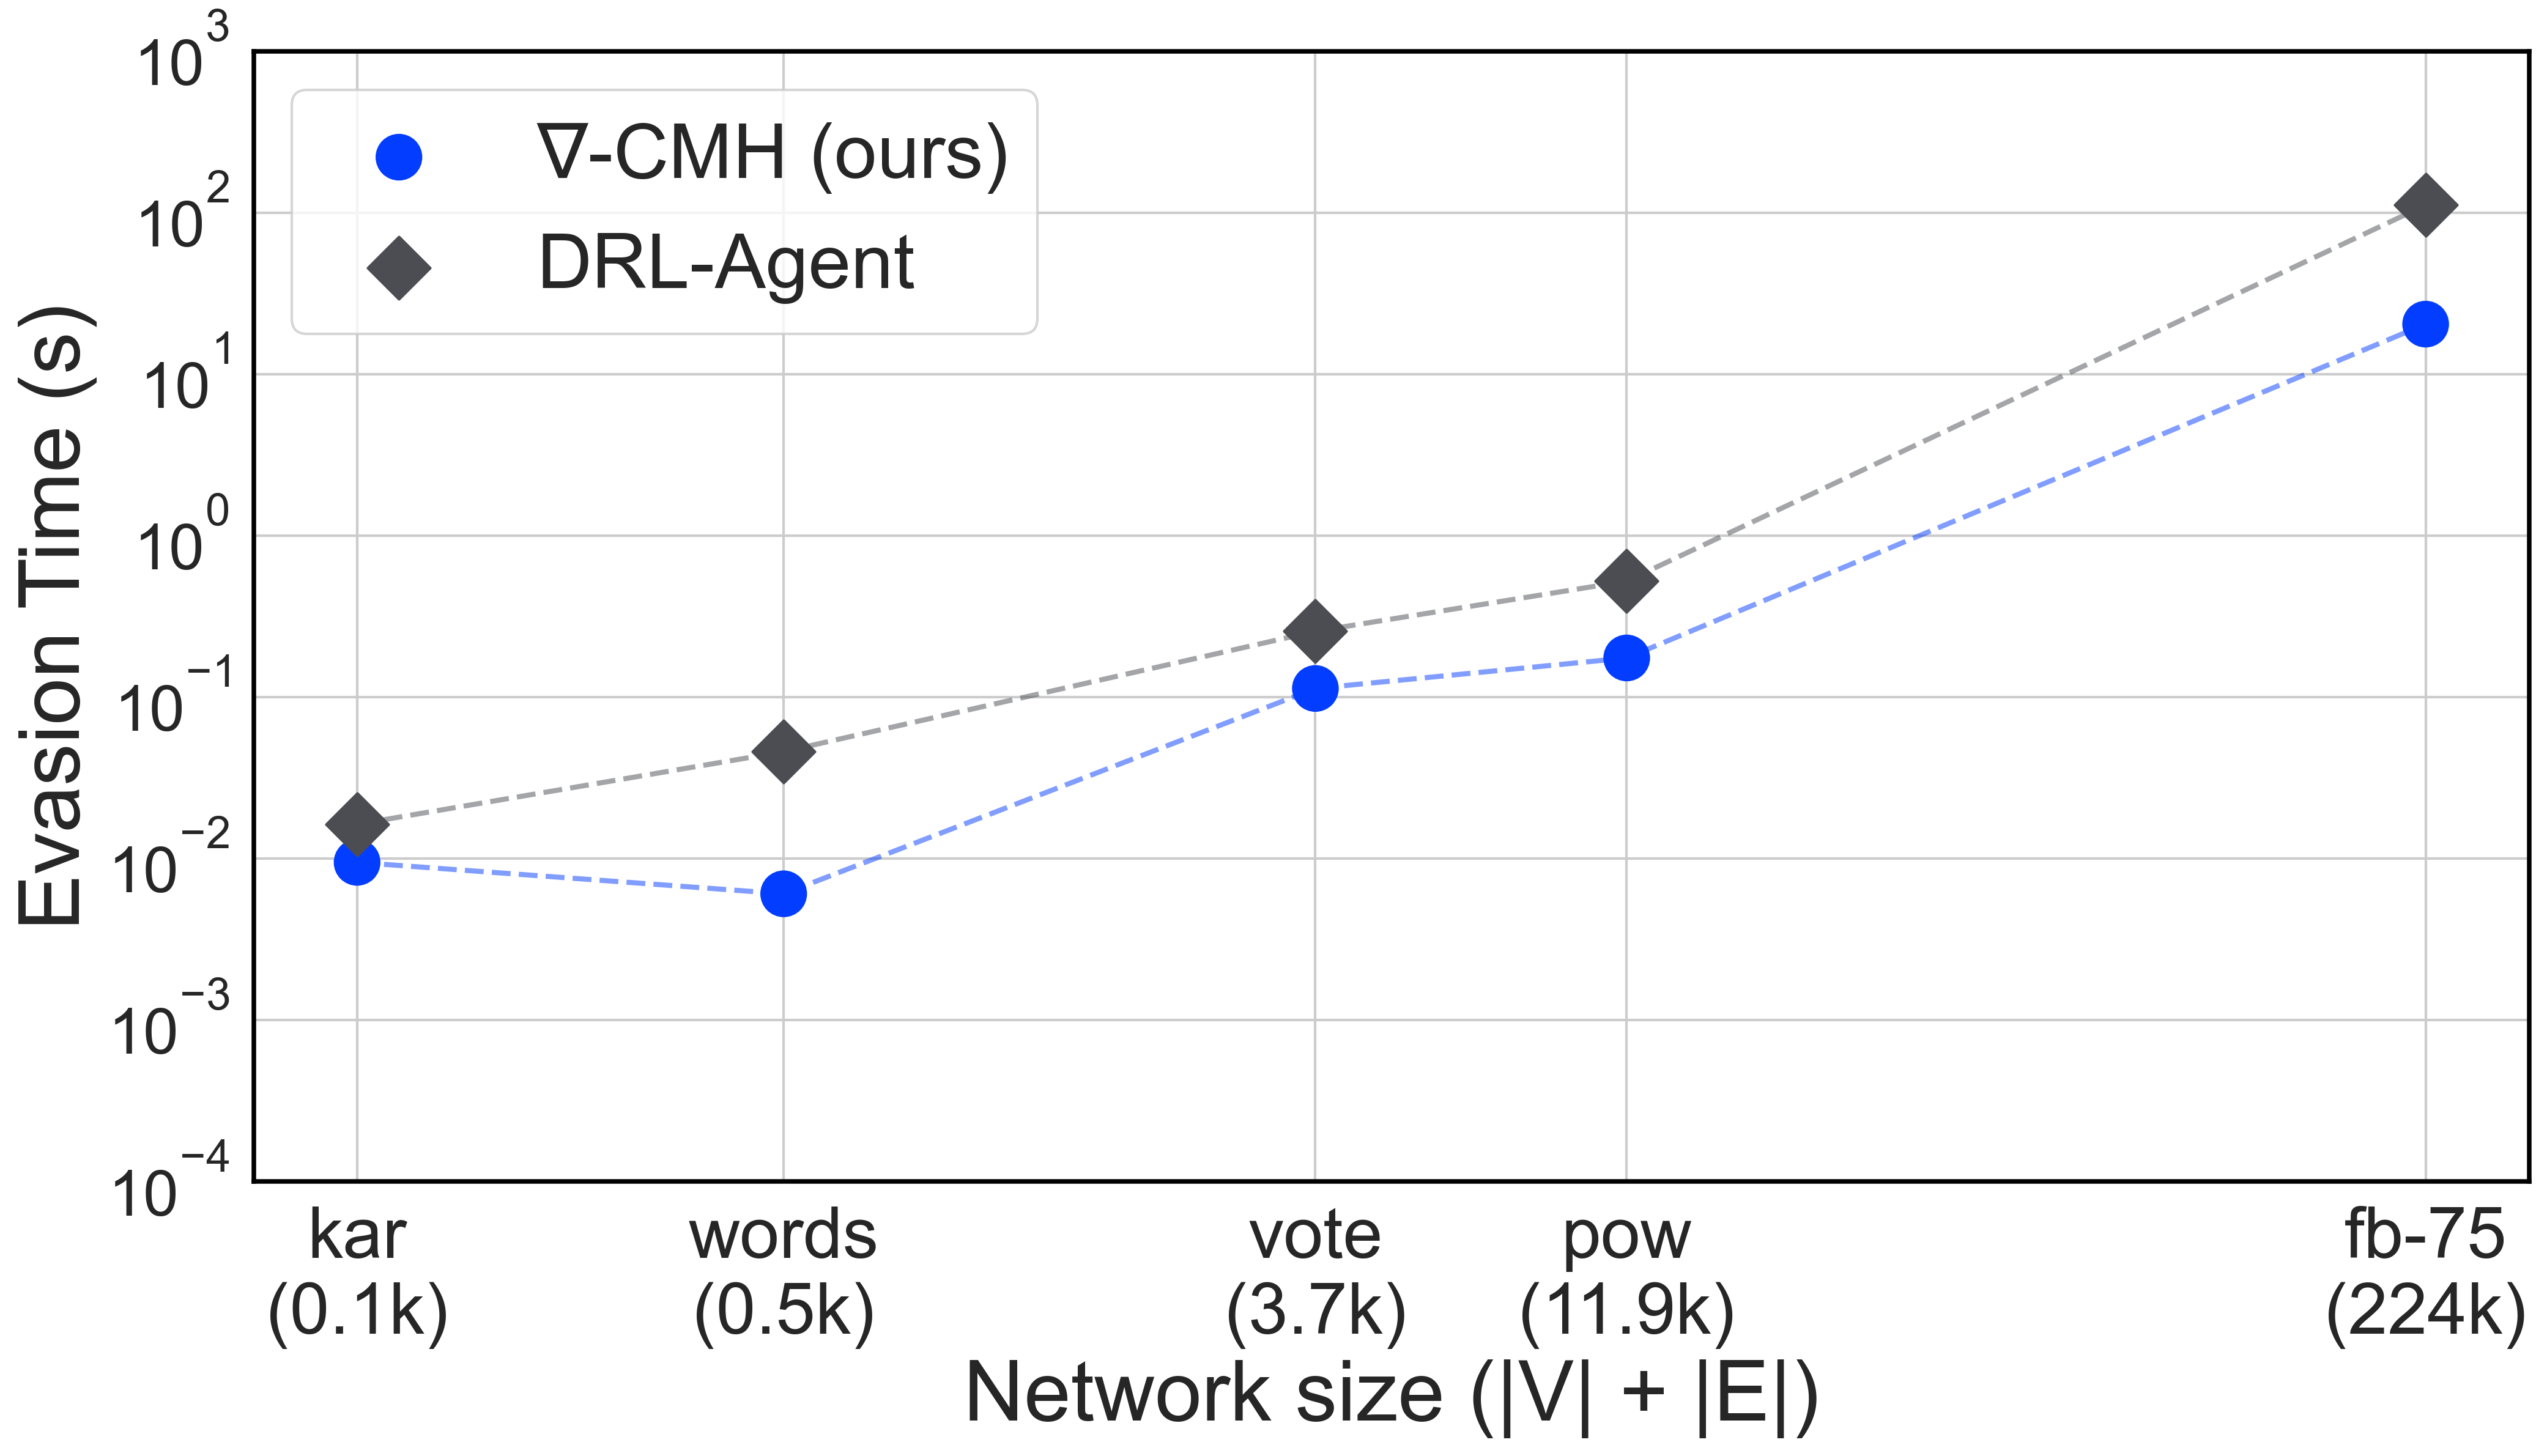 10^3
10^2
10^1
10^0
10^−1
10^−2
10^−3
10^−4
Evasion Time (s)
∇-CMH (ours)
DRL-Agent
kar
(0.1k)
words
(0.5k)
vote
(3.7k)
pow
(11.9k)
fb-75
(224k)
Network size (|V| + |E|)